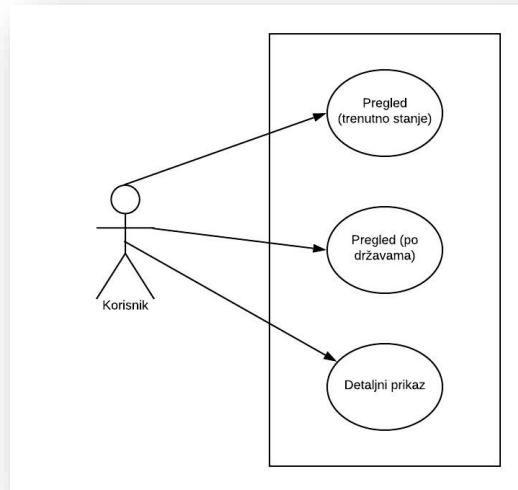 Pregled
(trenutno stanje)
Pregled (po
državama)
Korisnik
Detaljni prikaz